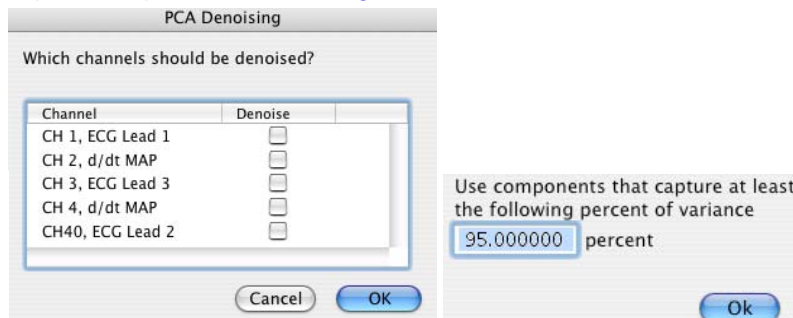 PCA Denoising
Which channels should be denoised?
Channel Denoise
CH 1, ECG Lead 1
CH 2, d/dt MAP
CH 3, ECG Lead 3
CH 4, d/dt MAP
CH40, ECG Lead 2
Cancel OK
Use components that capture at least
the following percent of variance
95.000000 percent
Ok